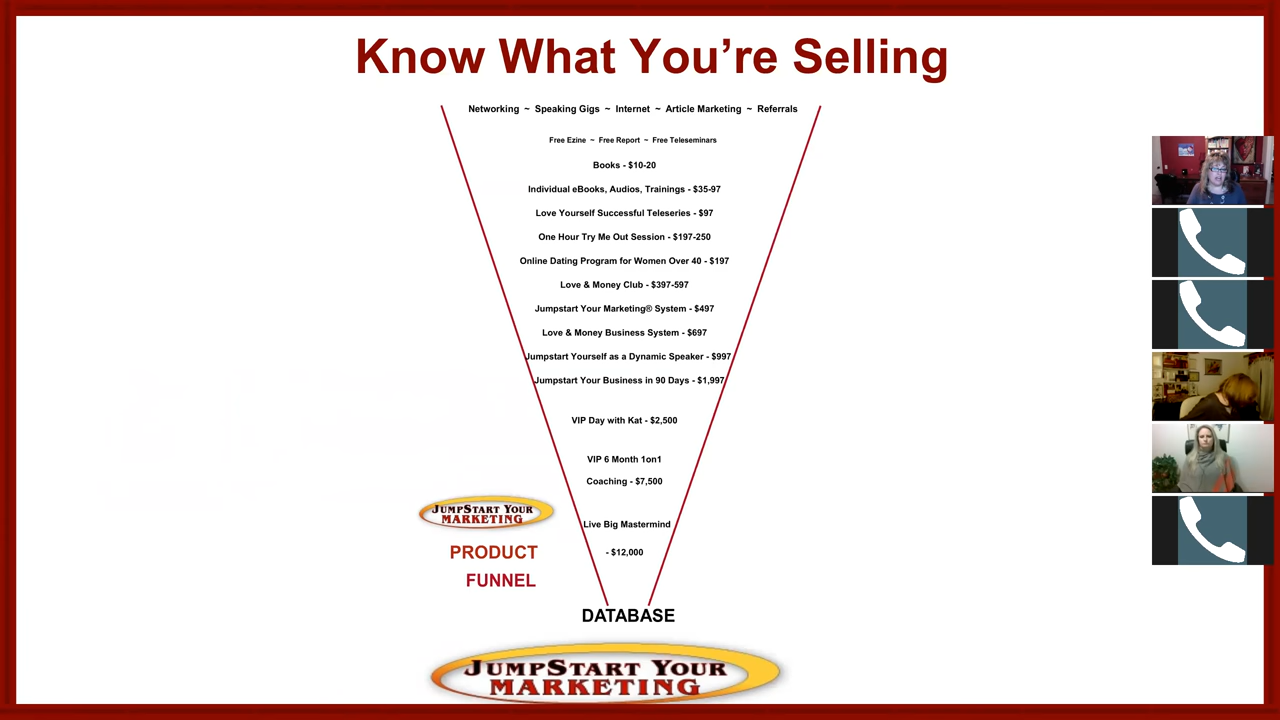 Know What You’re Selling
Networking ~ Speaking Gigs ~ Internet ~ Article Marketing ~ Referrals
Free Ezine ~ Free Report ~ Free Teleseminars
Books - $10-20
Individual eBooks, Audios, Trainings - $35-97
Love Yourself Successful Teleseries - $97
One Hour Try Me Out Session - $197-250
Online Dating Program for Women Over 40 - $197
Love & Money Club - $397-597
Jumpstart Your Marketing® System - $497
Love & Money Business System - $697
Jumpstart Yourself as a Dynamic Speaker - $997
Jumpstart Your Business in 90 Days - $1,997
VIP Day with Kat - $2,500
VIP 6 Month 1on1
Coaching - $7,500
Live Big Mastermind
- $12,000
JUMPSTART YOUR
MARKETING
PRODUCT
FUNNEL
DATABASE
JUMPSTART YOUR
MARKETING